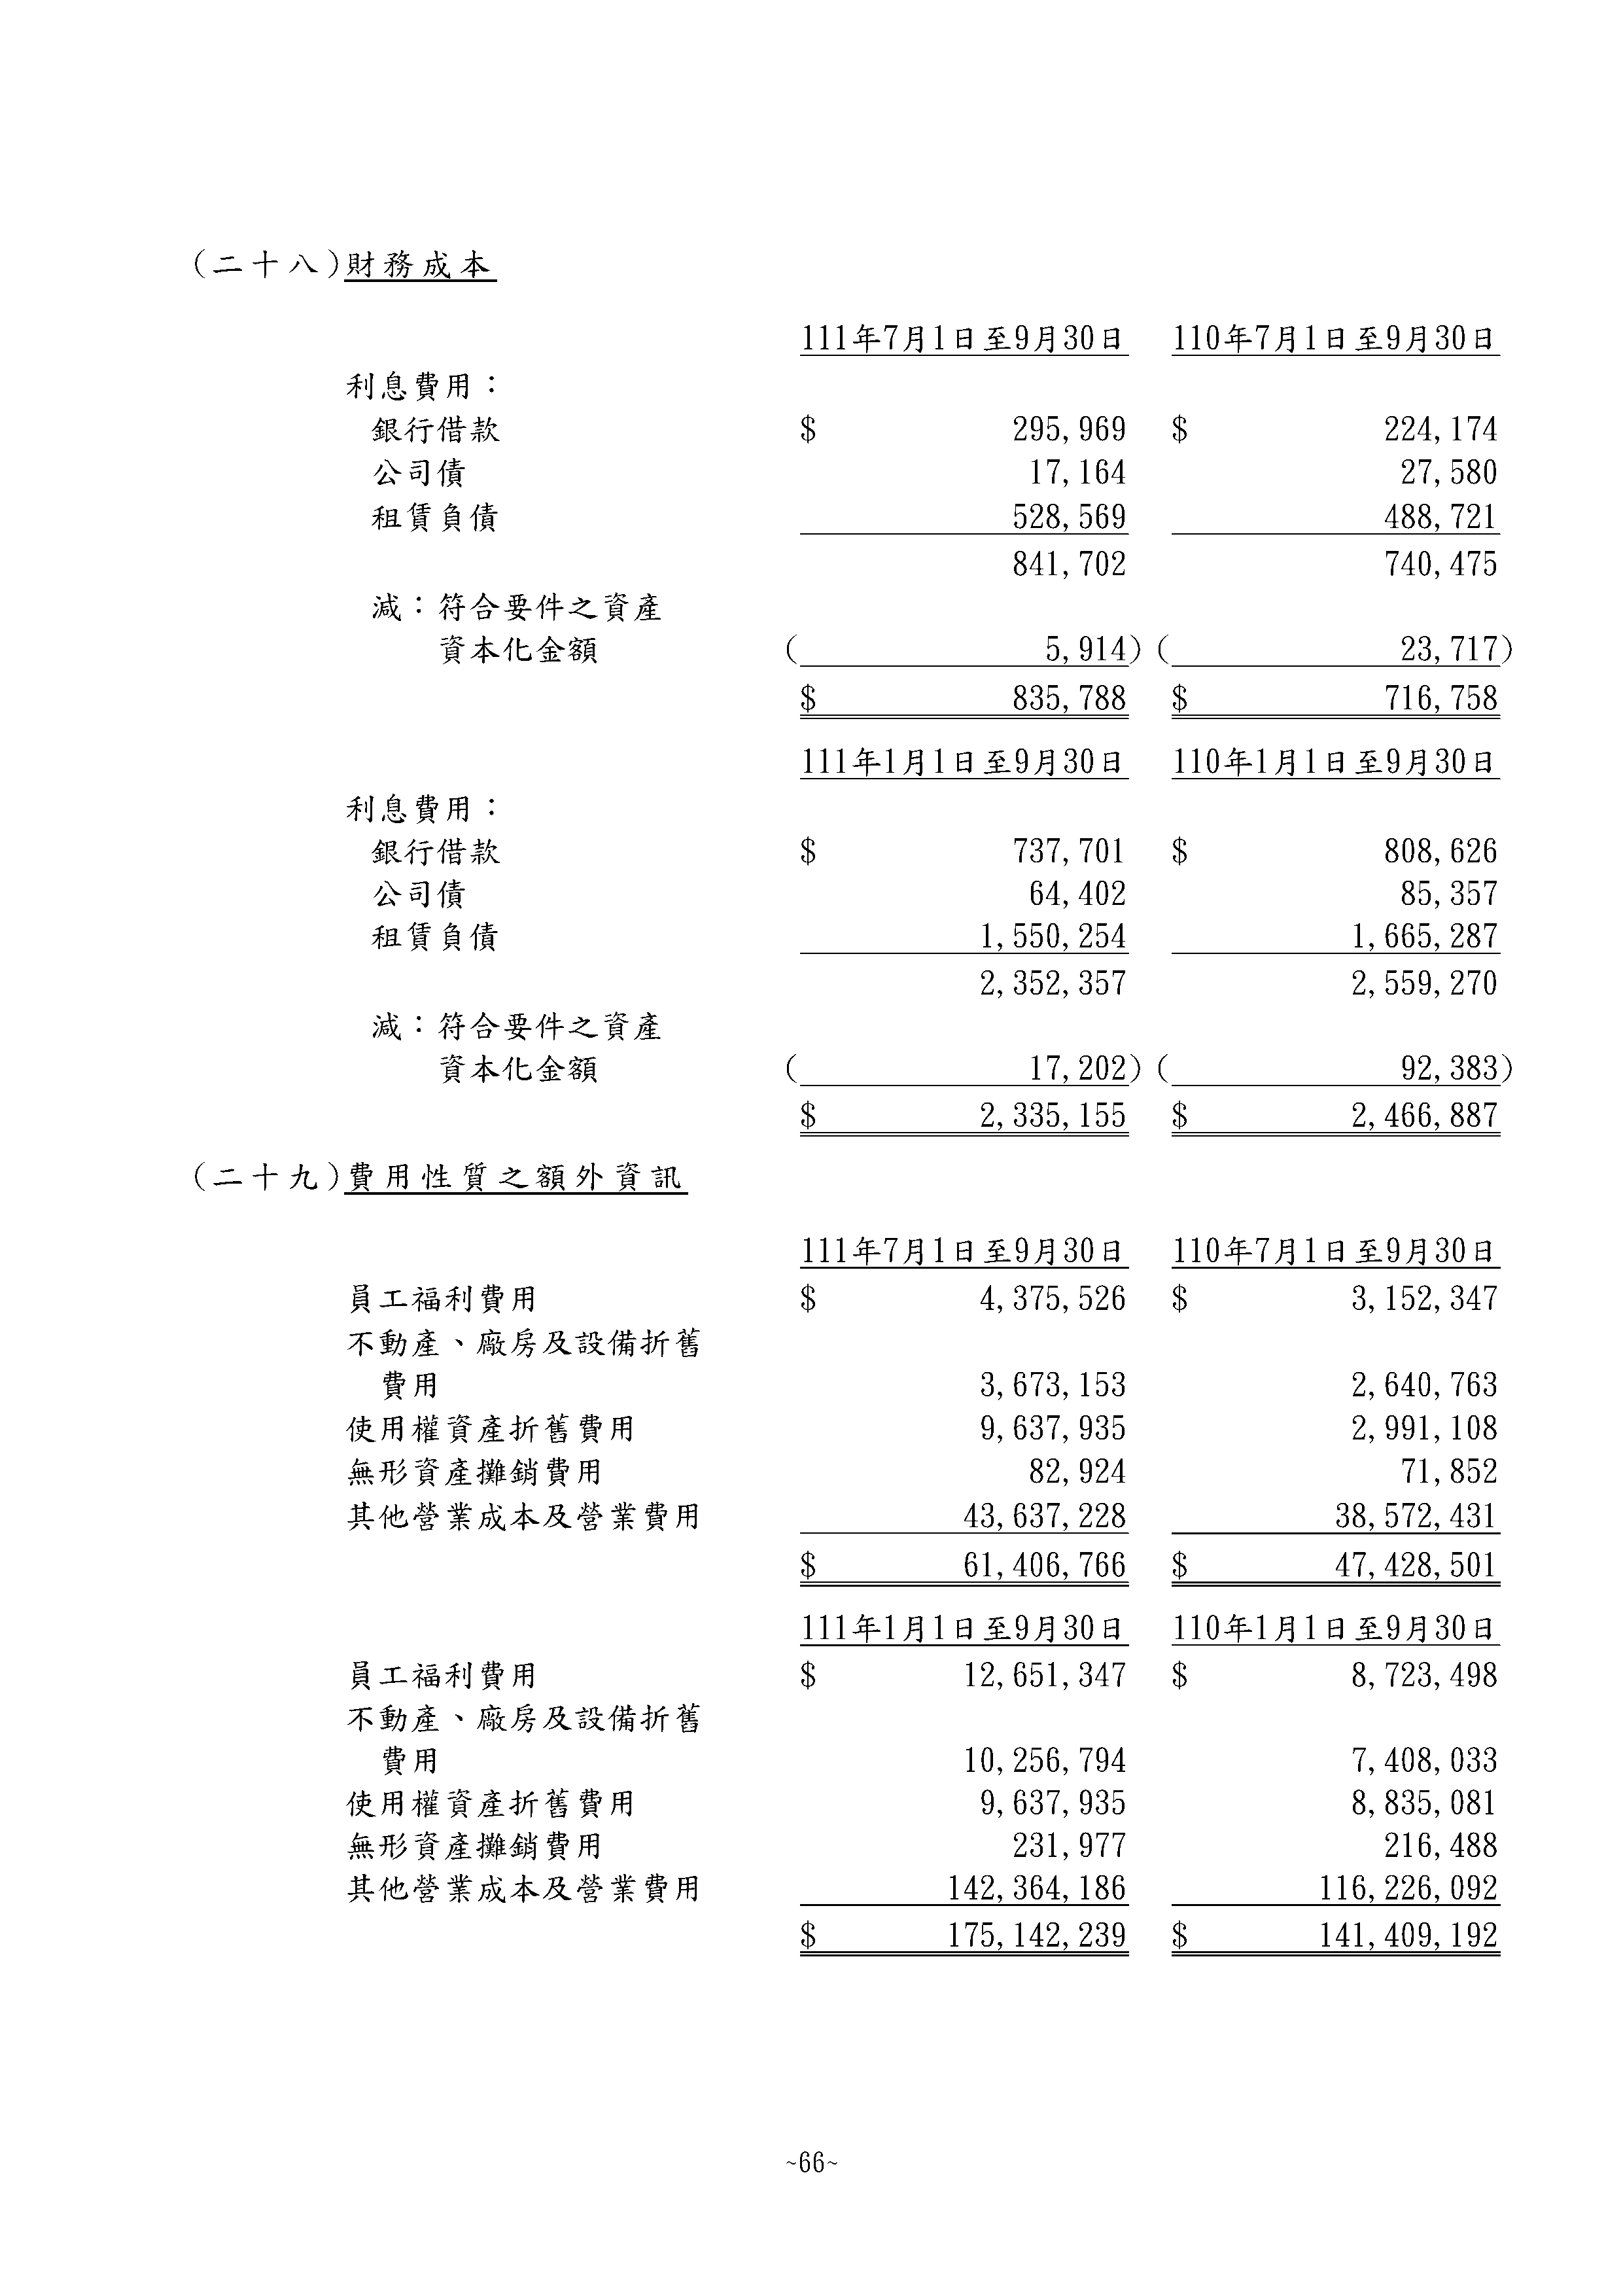 (二十八)財務成本
111年7月1日至9月30日 110年7月1日至9月30日
利息費用：
銀行借款 $ 295,969 $ 224,174
公司債 17,164 27,580
租賃負債 528,569 488,721
841,702 740,475
減：符合要件之資產
資本化金額 ( 5,914) ( 23,717)
$ 835,788 $ 716,758
111年1月1日至9月30日 110年1月1日至9月30日
利息費用：
銀行借款 $ 737,701 $ 808,626
公司債 64,402 85,357
租賃負債 1,550,254 1,665,287
2,352,357 2,559,270
減：符合要件之資產
資本化金額 ( 17,202) ( 92,383)
$ 2,335,155 $ 2,466,887
(二十九)費用性質之額外資訊
111年7月1日至9月30日 110年7月1日至9月30日
員工福利費用 $ 4,375,526 $ 3,152,347
不動產、廠房及設備折舊
費用 3,673,153 2,640,763
使用權資產折舊費用 9,637,935 2,991,108
無形資產攤銷費用 82,924 71,852
其他營業成本及營業費用 43,637,228 38,572,431
$ 61,406,766 $ 47,428,501
111年1月1日至9月30日 110年1月1日至9月30日
員工福利費用 $ 12,651,347 $ 8,723,498
不動產、廠房及設備折舊
費用 10,256,794 7,408,033
使用權資產折舊費用 9,637,935 8,835,081
無形資產攤銷費用 231,977 216,488
其他營業成本及營業費用 142,364,186 116,226,092
$ 175,142,239 $ 141,409,192
~66~